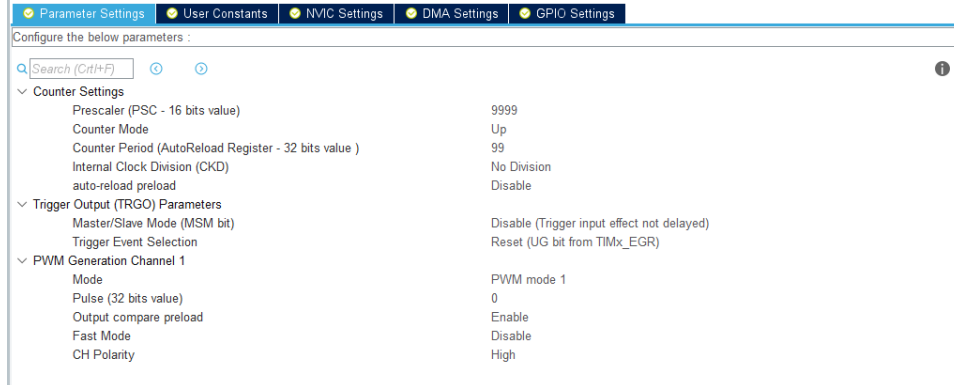 Parameter Settings User Constants NVIC Settings DMA Settings GPIO Settings
Configure the below parameters :
Search (Crtl+F)
Counter Settings
Prescaler (PSC - 16 bits value) 9999
Counter Mode Up
Counter Period (AutoReload Register - 32 bits value ) 99
Internal Clock Division (CKD) No Division
auto-reload preload Disable
Trigger Output (TRGO) Parameters
Master/Slave Mode (MSM bit) Disable (Trigger input effect not delayed)
Trigger Event Selection Reset (UG bit from TIMx_EGR)
PWM Generation Channel 1
Mode PWM mode 1
Pulse (32 bits value) 0
Output compare preload Enable
Fast Mode Disable
CH Polarity High